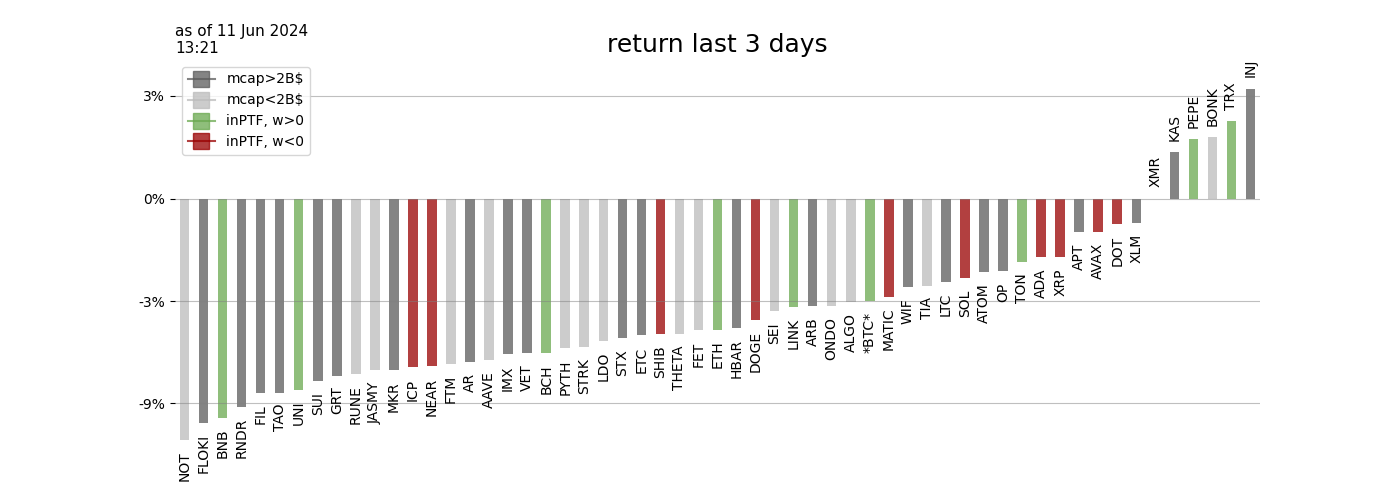 as of 11 Jun 2024
13:21
return last 3 days
mcap>2B$
mcap<2B$
inPTF, w>0
inPTF, w<0
3%
0%
-3%
-9%
NOT
FLOKI
BNB
RNDR
FIL
TAO
UNI
SUI
GRT
RUNE
JASMY
MKR
ICP
NEAR
FTM
AR
AAVE
IMX
VET
BCH
PYTH
STRK
LDO
STX
ETC
SHIB
THETA
FET
ETH
HBAR
DOGE
SEI
LINK
ARB
ONDO
ALGO
*BTC*
MATIC
WIF
TIA
LTC
SOL
ATOM
OP
TON
ADA
XRP
APT
AVAX
DOT
XLM
XMR
KAS
PEPE
BONK
TRX
INJ